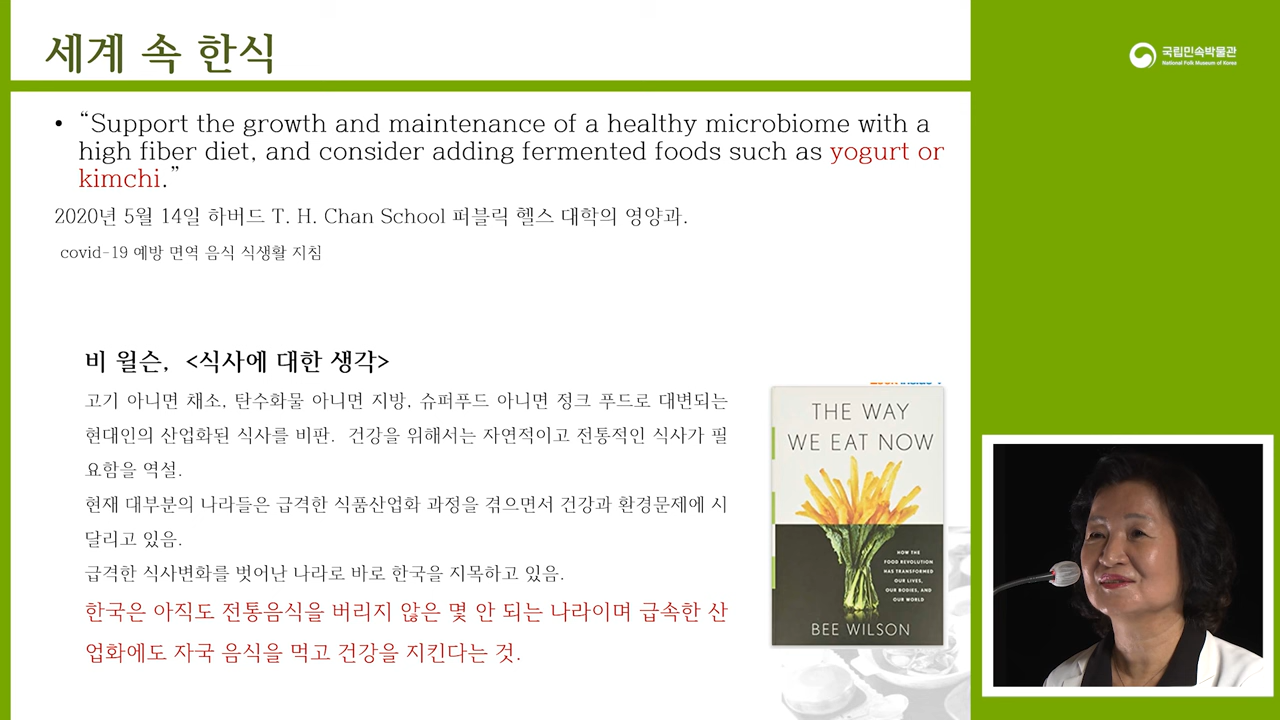 세계 속 한식
국립민속박물관
National Folk Museum of Korea
• “Support the growth and maintenance of a healthy microbiome with a
high fiber diet, and consider adding fermented foods such as yogurt or
kimchi.”
2020년 5월 14일 하버드 T. H. Chan School 퍼블릭 헬스 대학의 영양과.
covid-19 예방 면역 음식 식생활 지침
비 윌슨, <식사에 대한 생각>
고기 아니면 채소, 탄수화물 아니면 지방, 슈퍼푸드 아니면 정크 푸드로 대변되는
현대인의 산업화된 식사를 비판. 건강을 위해서는 자연적이고 전통적인 식사가 필
요함을 역설.
현재 대부분의 나라들은 급격한 식품산업화 과정을 겪으면서 건강과 환경문제에 시
달리고 있음.
급격한 식사변화를 벗어난 나라로 바로 한국을 지목하고 있음.
한국은 아직도 전통음식을 버리지 않은 몇 안 되는 나라이며 급속한 산
업화에도 자국 음식을 먹고 건강을 지킨다는 것.
THE WAY
WE EAT NOW
HOW THE
FOOD REVOLUTION
HAS TRANSFORMED
OUR LIVES,
OUR BODIES, AND
OUR WORLD
BEE WILSON